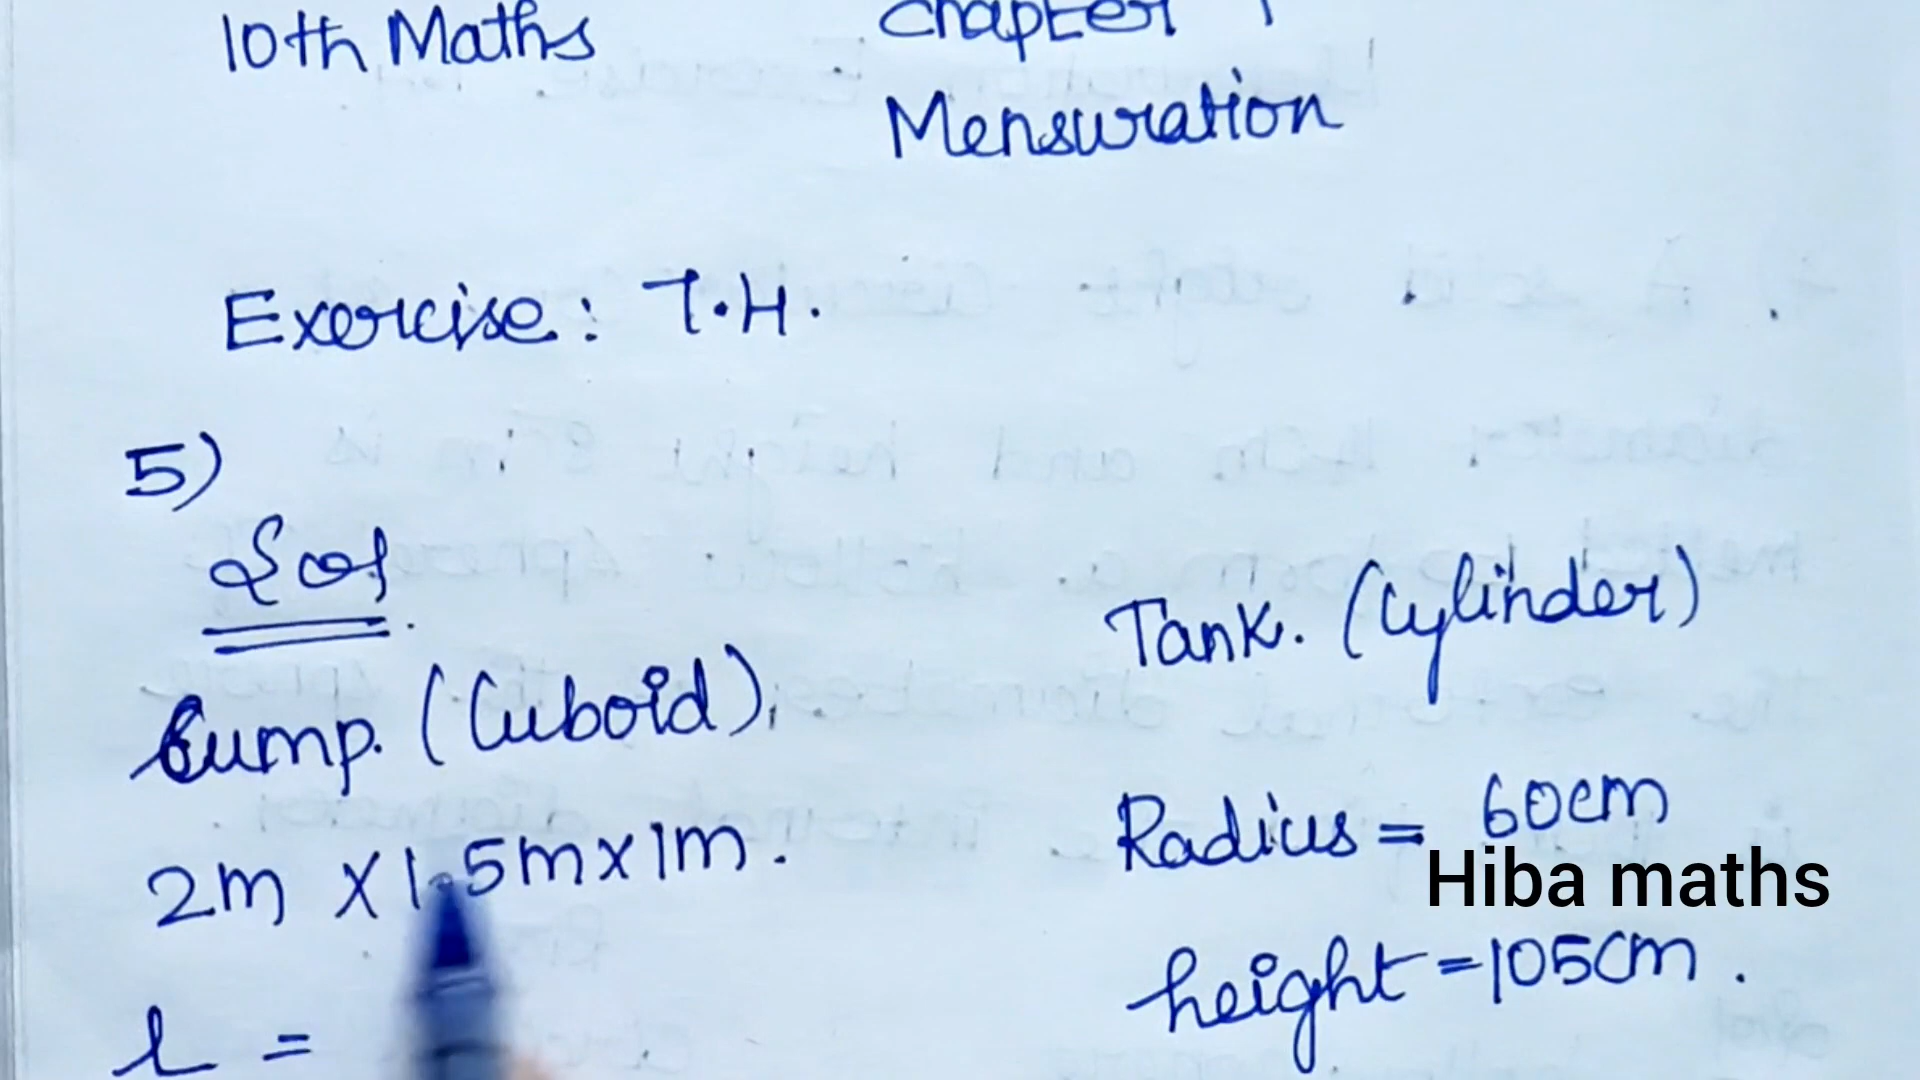 10th Maths
Chapter
Mensuration
Exercise: 7.4.
5)
Sol
Sump. (Cuboid).
Tank. (Cylinder)
2m x 1.5m x 1m.
Radius = 60cm
Hiba maths
height = 105cm.
l =